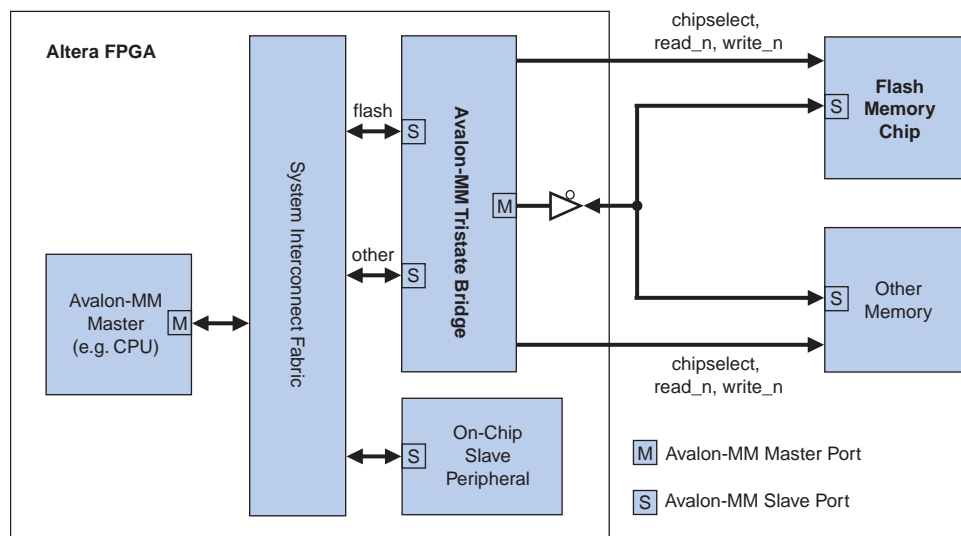 chipselect,
read_n, write_n
Altera FPGA
Flash
Memory
Chip
S
flash
S
Avalon-MM Tristate Bridge
M
System Interconnect Fabric
other
S
S
Other
Memory
Avalon-MM
Master
(e.g. CPU)
M
chipselect,
read_n, write_n
On-Chip
Slave
Peripheral
S
M Avalon-MM Master Port
S Avalon-MM Slave Port